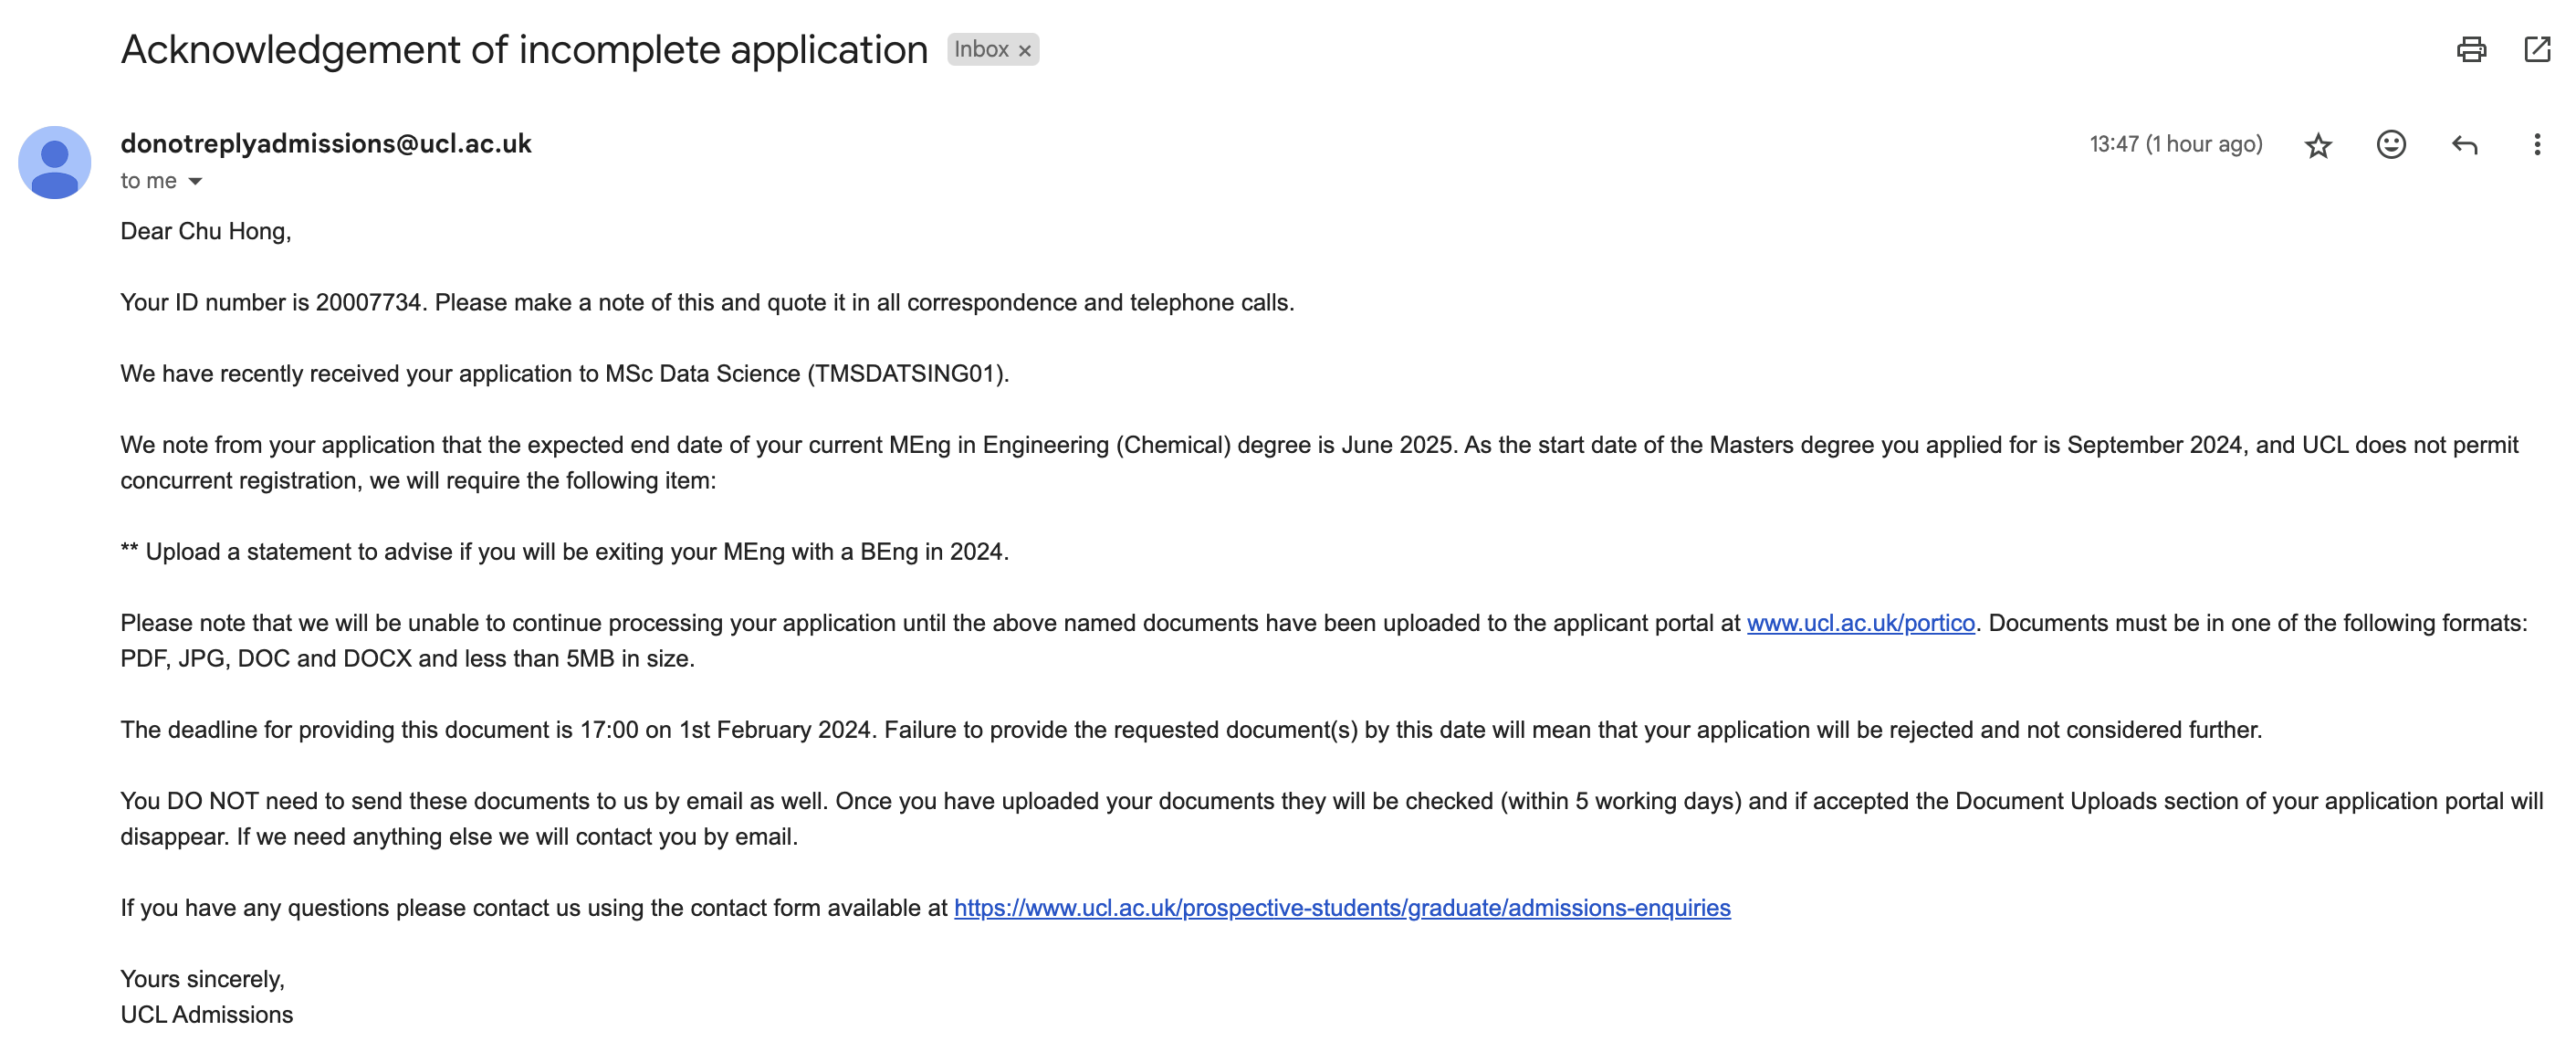 Acknowledgement of incomplete application Inbox ×
donotreplyadmissions@ucl.ac.uk 13:47 (1 hour ago)
to me
Dear Chu Hong,
Your ID number is 20007734. Please make a note of this and quote it in all correspondence and telephone calls.
We have recently received your application to MSc Data Science (TMSDATSING01).
We note from your application that the expected end date of your current MEng in Engineering (Chemical) degree is June 2025. As the start date of the Masters degree you applied for is September 2024, and UCL does not permit
concurrent registration, we will require the following item:
** Upload a statement to advise if you will be exiting your MEng with a BEng in 2024.
Please note that we will be unable to continue processing your application until the above named documents have been uploaded to the applicant portal at www.ucl.ac.uk/portico. Documents must be in one of the following formats:
PDF, JPG, DOC and DOCX and less than 5MB in size.
The deadline for providing this document is 17:00 on 1st February 2024. Failure to provide the requested document(s) by this date will mean that your application will be rejected and not considered further.
You DO NOT need to send these documents to us by email as well. Once you have uploaded your documents they will be checked (within 5 working days) and if accepted the Document Uploads section of your application portal will
disappear. If we need anything else we will contact you by email.
If you have any questions please contact us using the contact form available at https://www.ucl.ac.uk/prospective-students/graduate/admissions-enquiries
Yours sincerely,
UCL Admissions